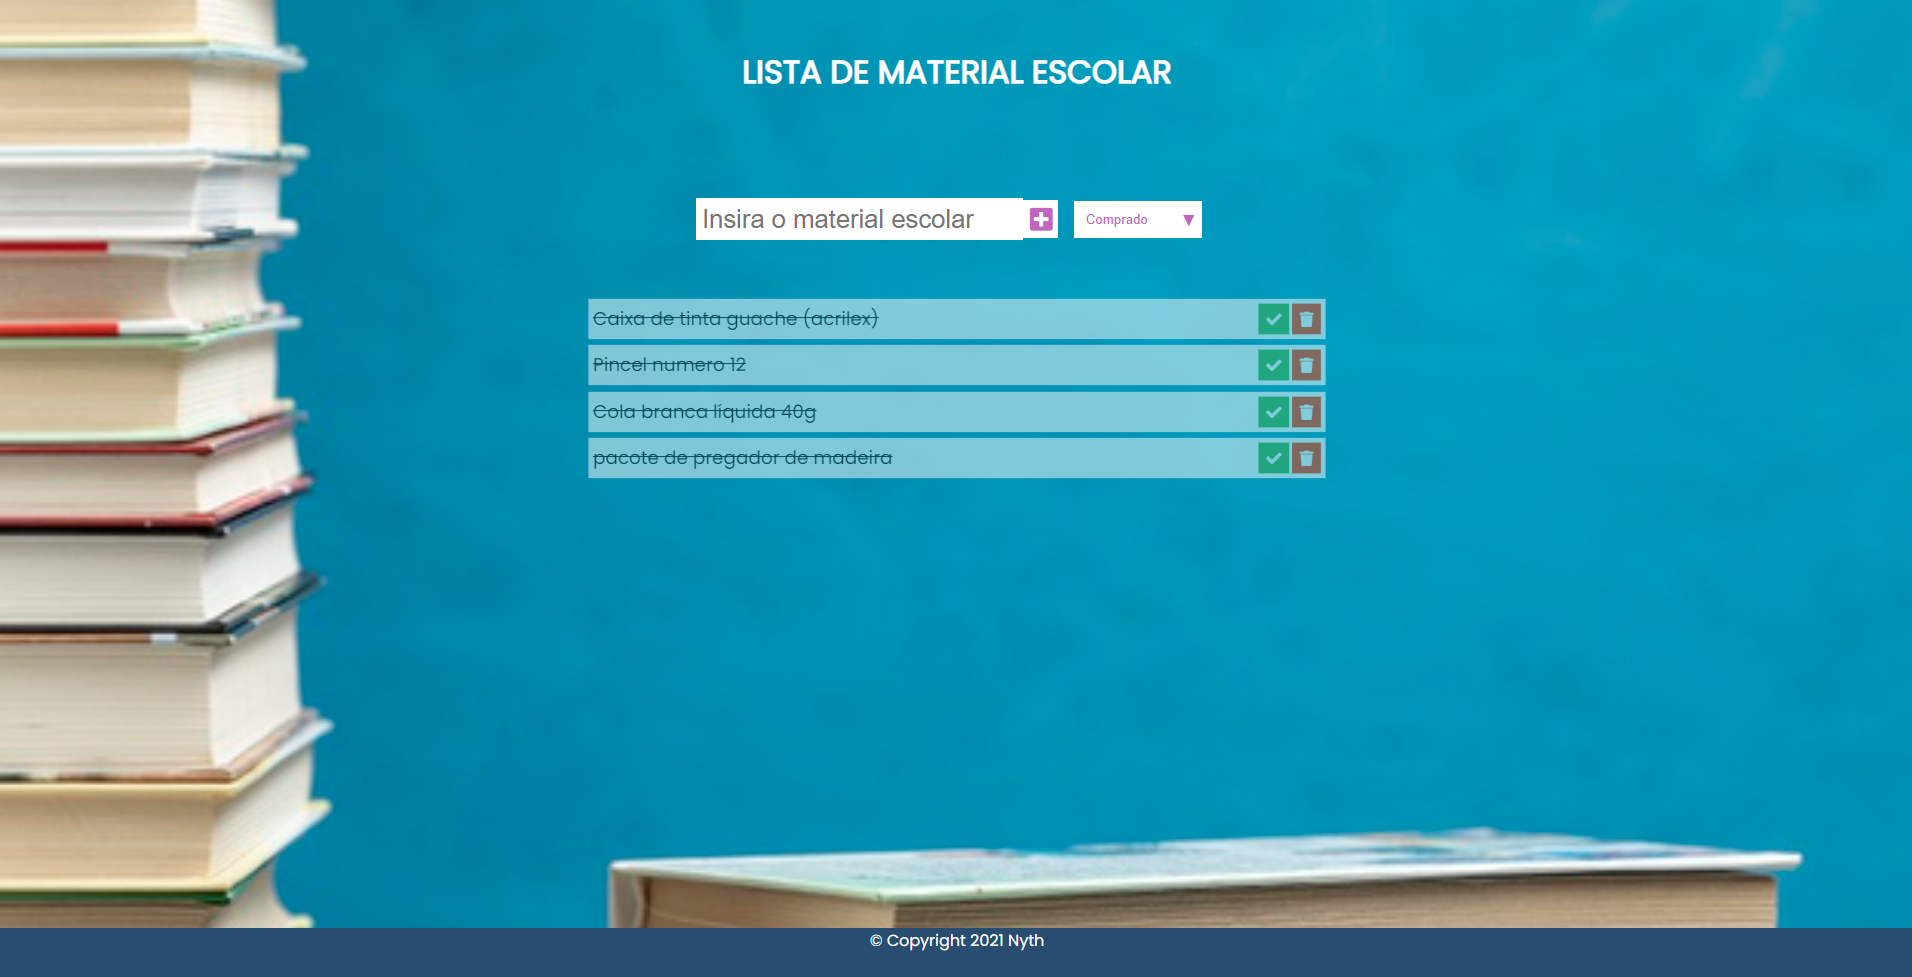 LISTA DE MATERIAL ESCOLAR
Insira o material escolar
Comprado
Caixa de tinta guache (acrilex)
Pincel numero 12
Cola branca líquida 40g
pacote de pregador de madeira
© Copyright 2021 Nyth